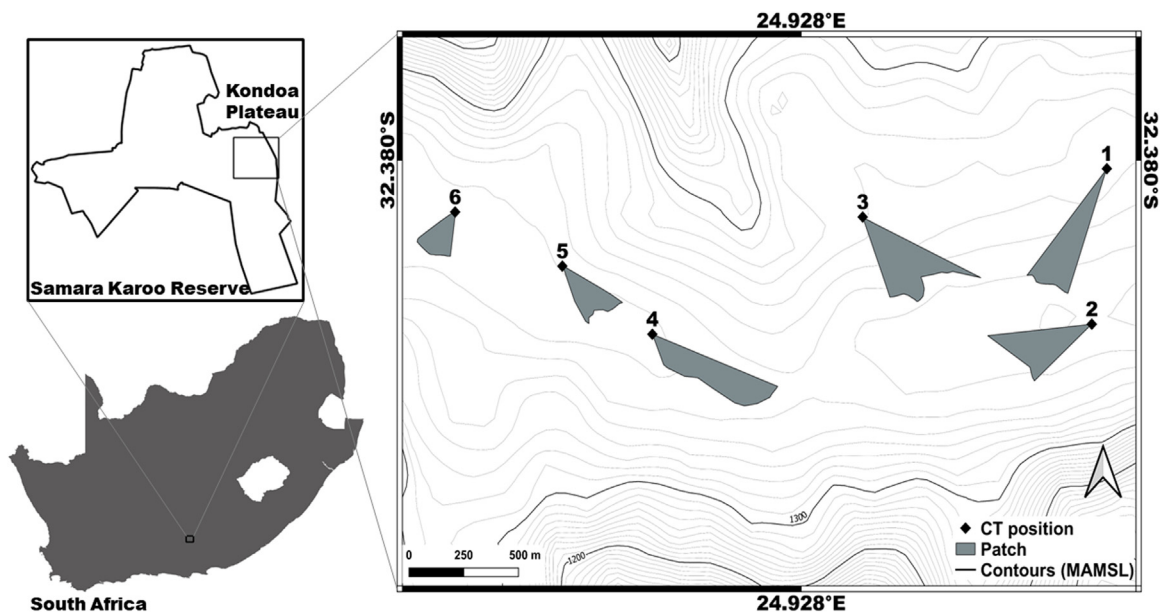 Kondoa
Plateau
Samara Karoo Reserve
South Africa
24.928°E
32.380°S
32.380°S
1
6
3
5
2
4
1300
1200
0 250 500 m
CT position
Patch
Contours (MAMSL)
24.928°E